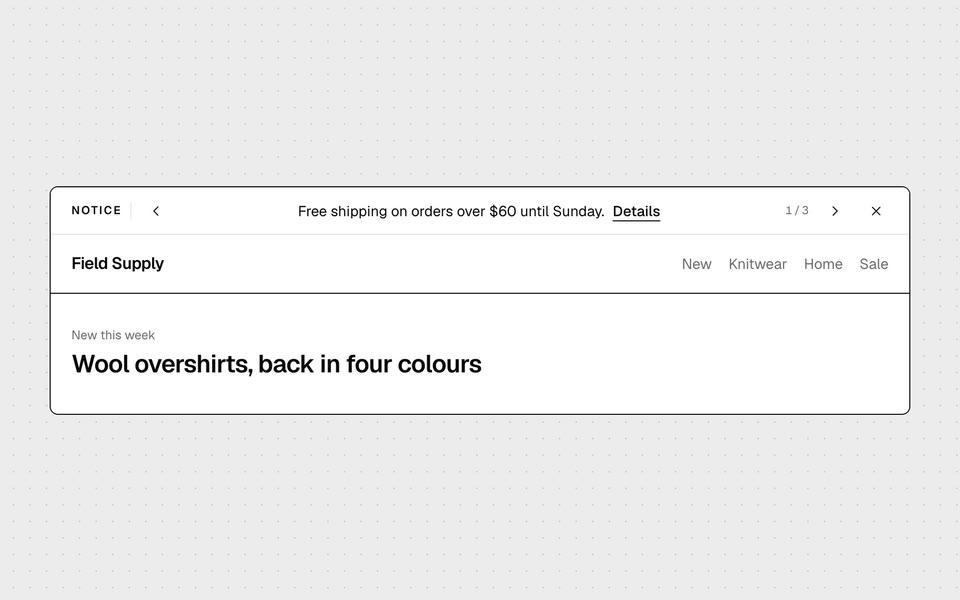 NOTICE Free shipping on orders over $60 until Sunday. Details 1 / 3
Field Supply New Knitwear Home Sale
New this week
Wool overshirts, back in four colours